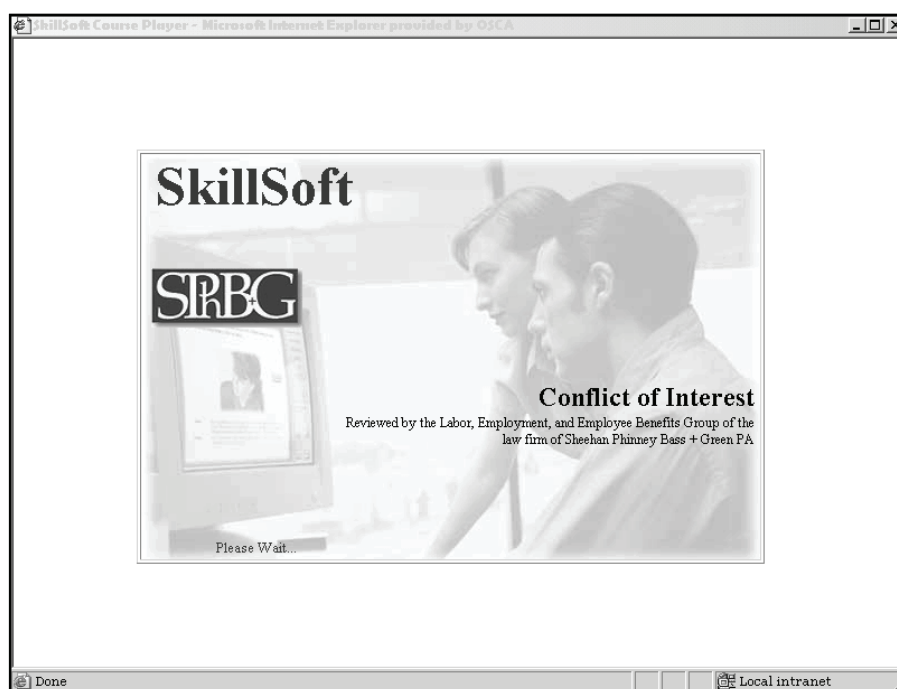 SkillSoft Course Player - Microsoft Internet Explorer provided by OSCA
SkillSoft
SPhB+G
Conflict of Interest
Reviewed by the Labor, Employment, and Employee Benefits Group of the
law firm of Sheehan Phinney Bass + Green PA
Please Wait...
Done
Local intranet